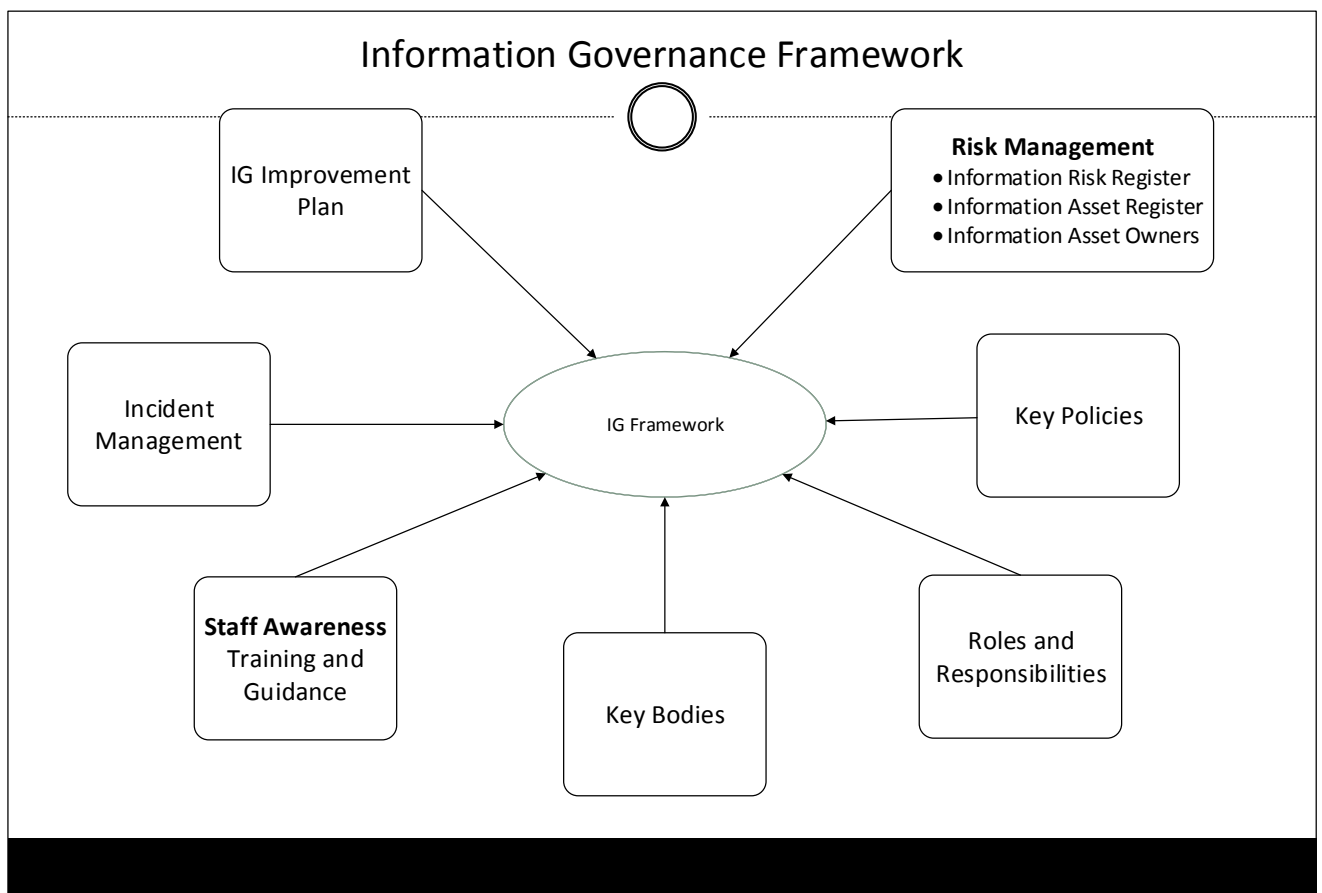 Information Governance Framework
IG Improvement
Plan
Risk Management
• Information Risk Register
• Information Asset Register
• Information Asset Owners
Incident
Management
IG Framework
Key Policies
Staff Awareness
Training and
Guidance
Key Bodies
Roles and
Responsibilities